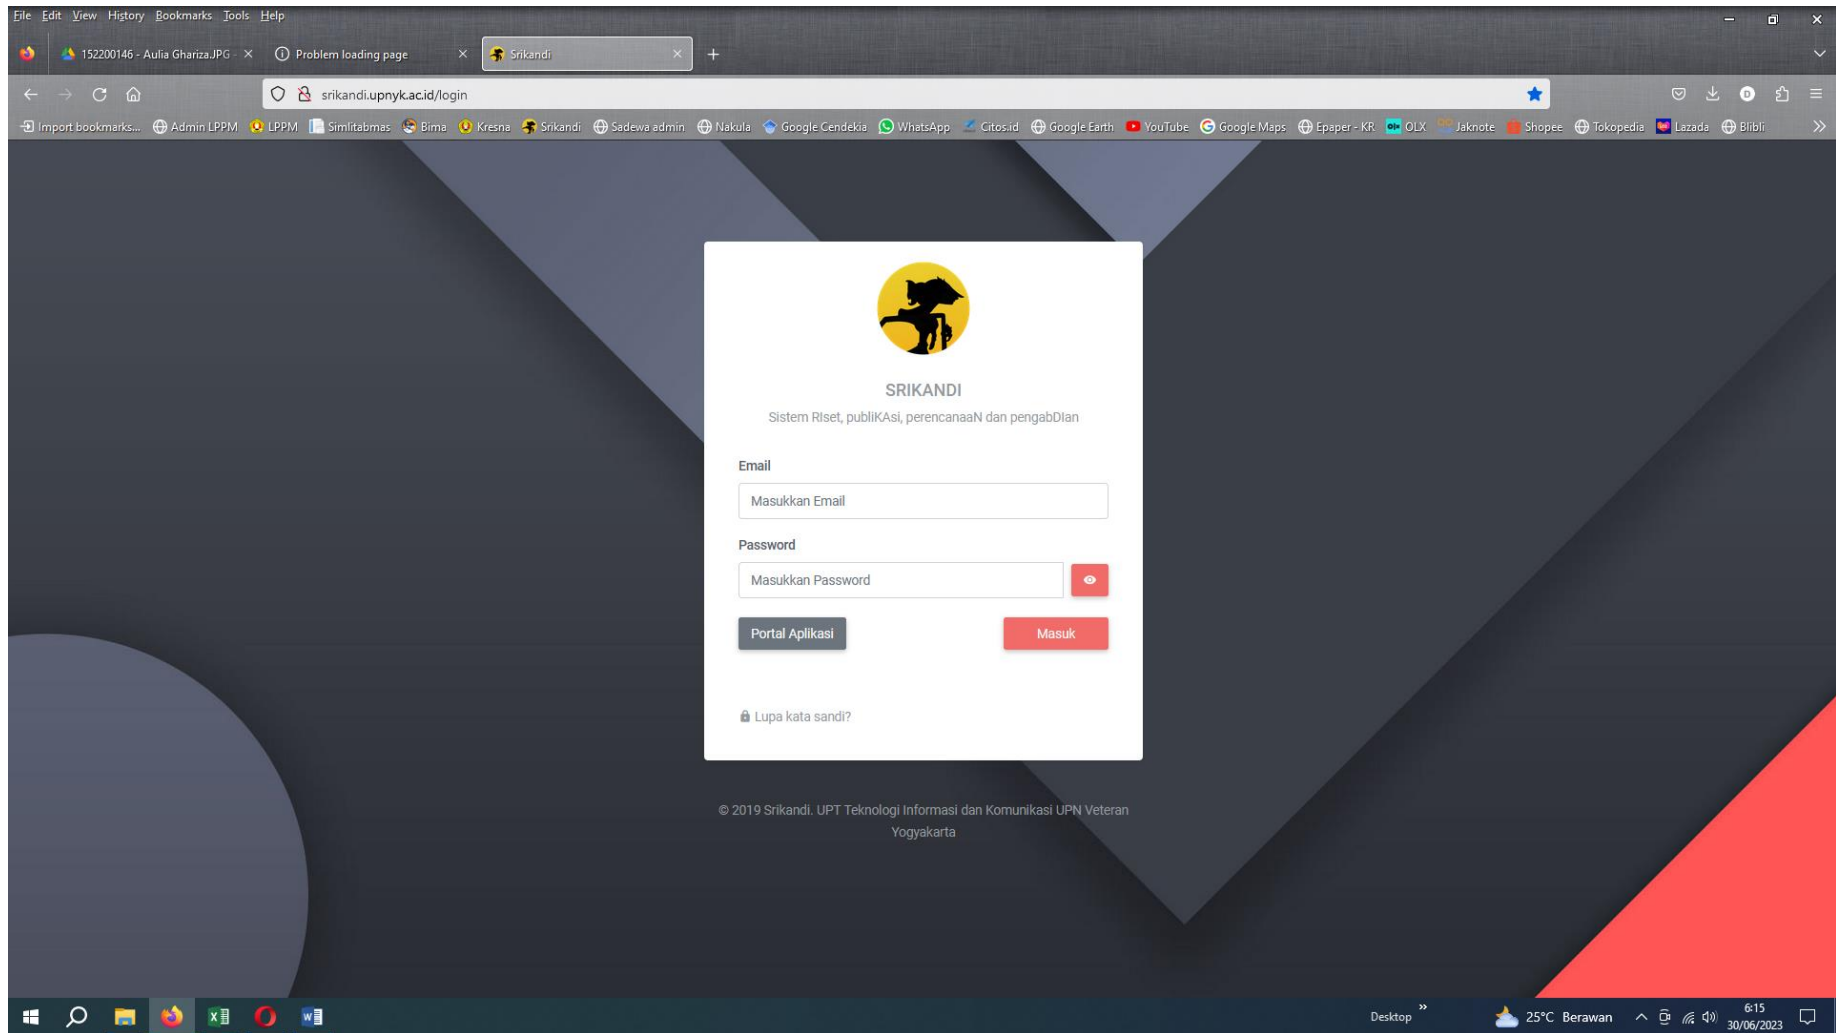 File Edit View History Bookmarks Tools Help
152200146 - Aulia Ghariza.JPG -
Problem loading page
Srikandi
srikandi.upnyk.ac.id/login
Import bookmarks... Admin LPPM LPPM Simlitabmas Bima Kresna Srikandi Sadewa admin Nakula Google Cendekia WhatsApp Citos.id Google Earth YouTube Google Maps Epaper - KR OLX Jaknote Shopee Tokopedia Lazada Blibli
SRIKANDI
Sistem RIset, publiKAsi, perencanaaN dan pengabDIan
Email
Masukkan Email
Password
Masukkan Password
Portal Aplikasi Masuk
Lupa kata sandi?
© 2019 Srikandi. UPT Teknologi Informasi dan Komunikasi UPN Veteran
Yogyakarta
Desktop
25°C Berawan
6:15
30/06/2023